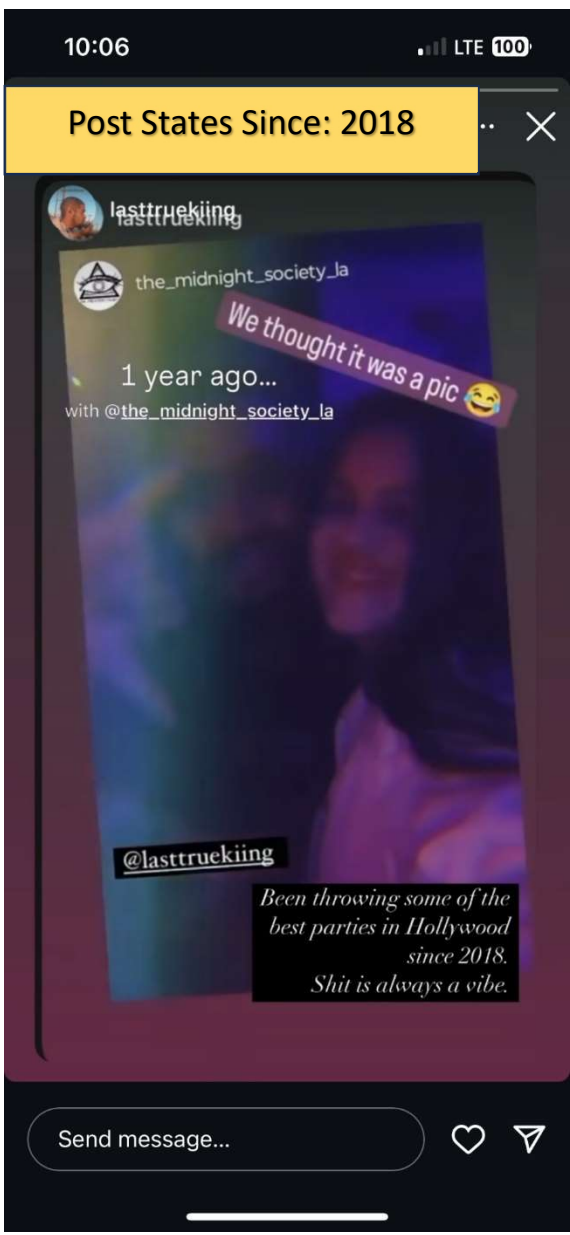 10:06
LTE 100
Post States Since: 2018
lasttruekiing
lasttruekiing
the_midnight_society_la
We thought it was a pic 😂
1 year ago...
with @the_midnight_society_la
@lasttruekiing
Been throwing some of the
best parties in Hollywood
since 2018.
Shit is always a vibe.
Send message...